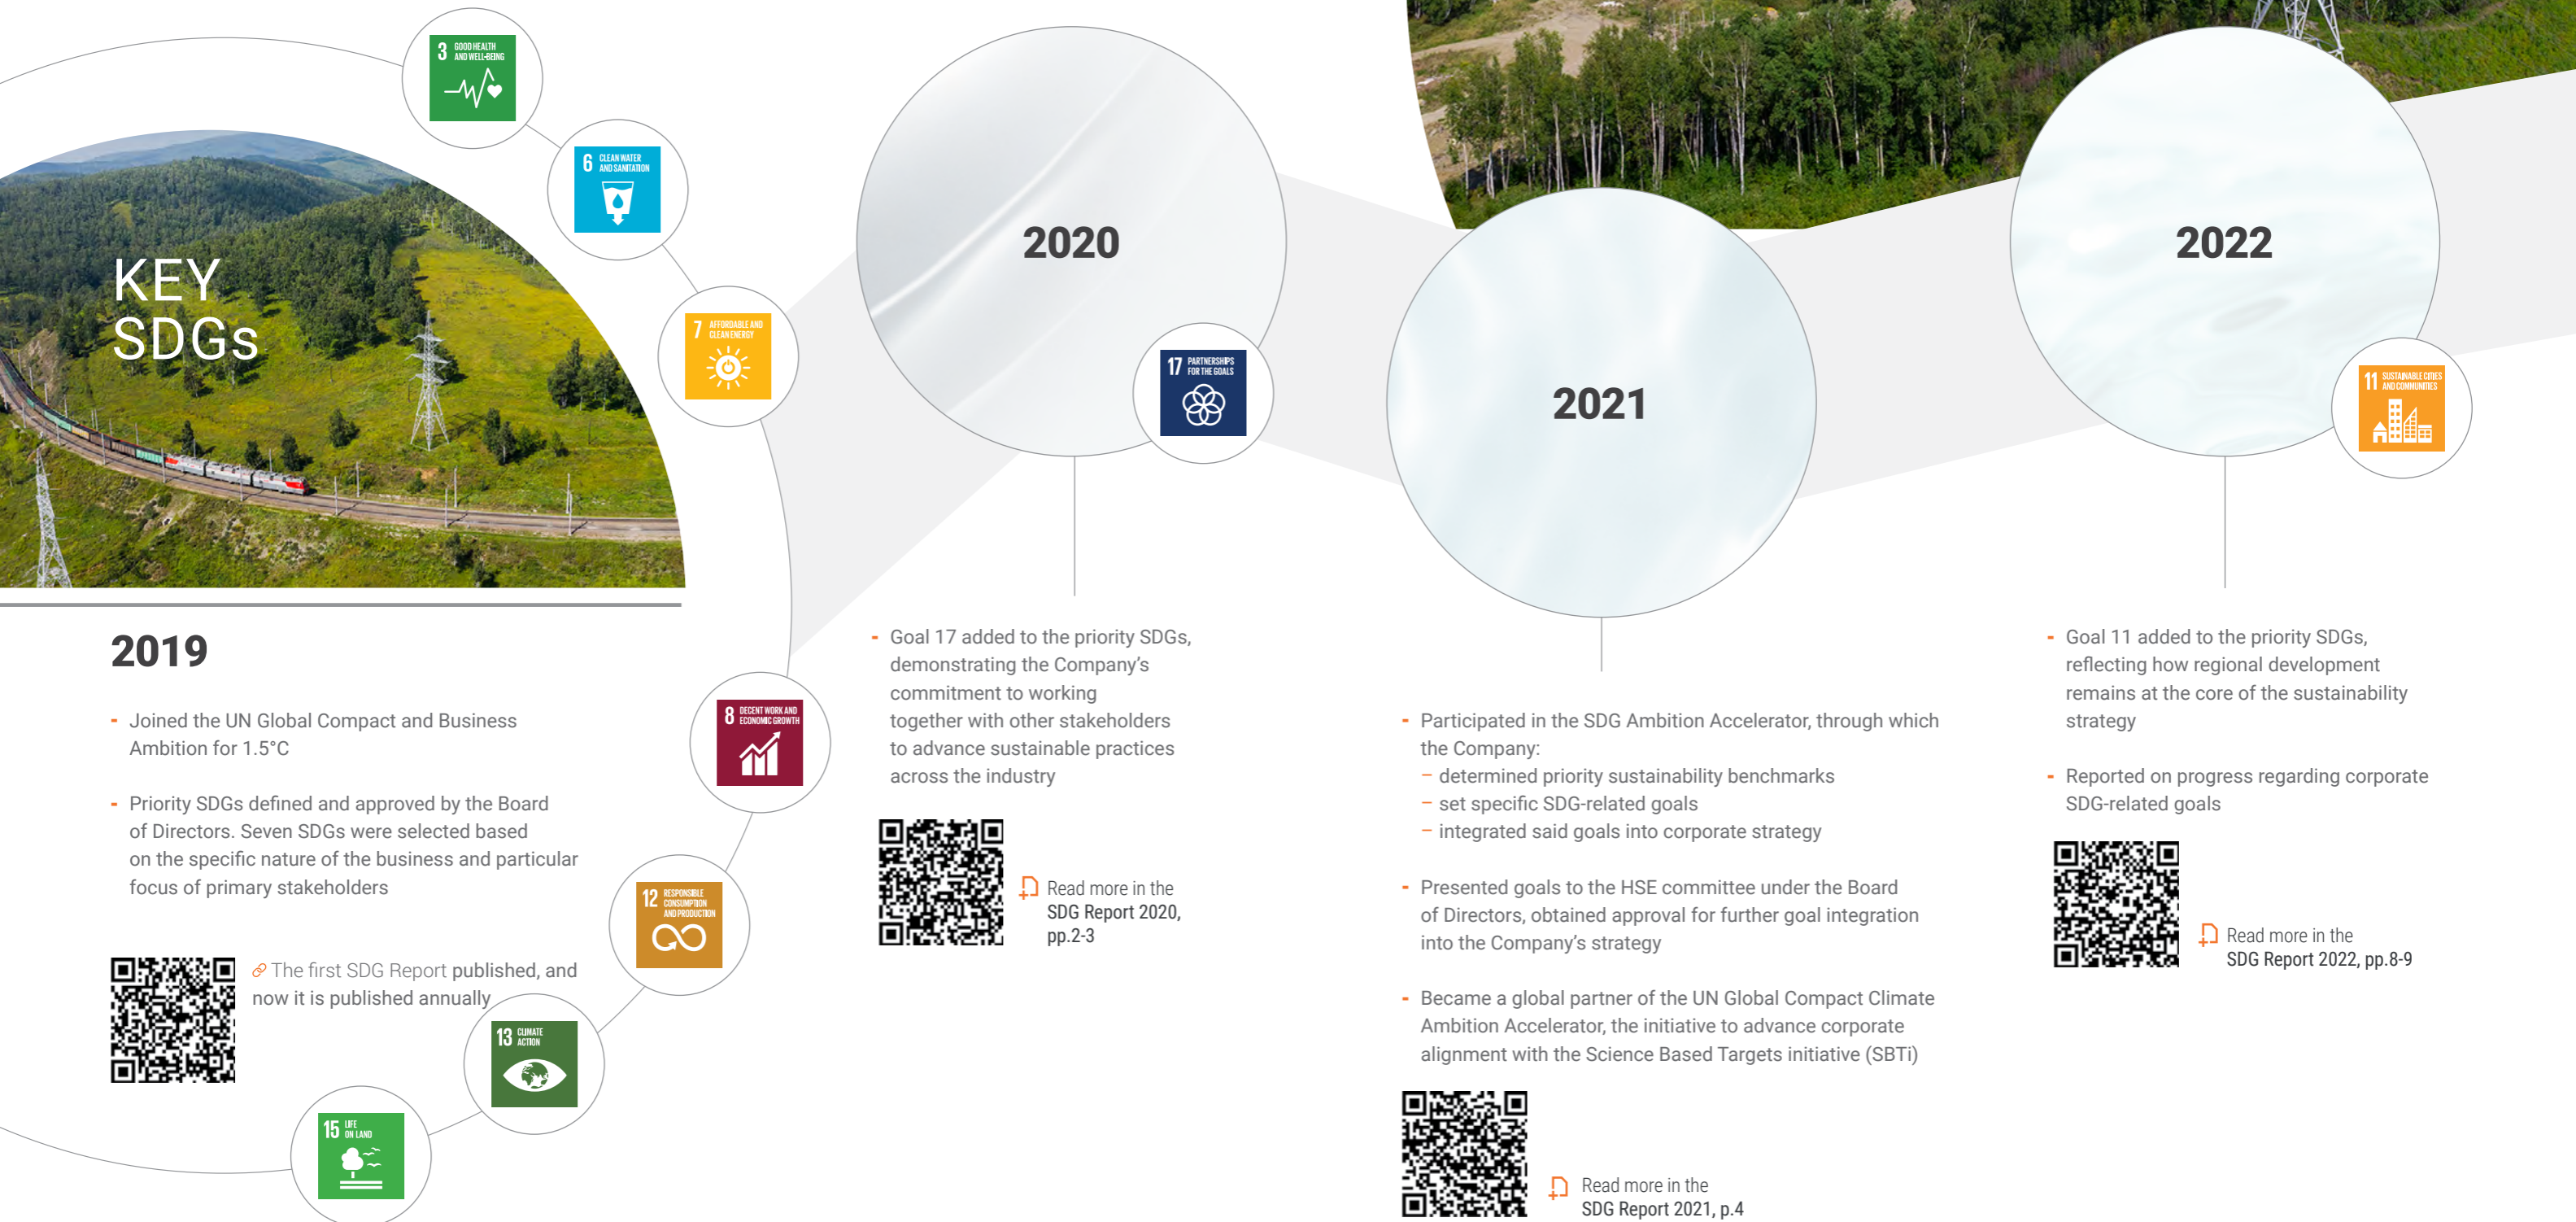 KEY
SDGs
3 GOOD HEALTH
AND WELL-BEING
6 CLEAN WATER
AND SANITATION
7 AFFORDABLE AND
CLEAN ENERGY
8 DECENT WORK AND
ECONOMIC GROWTH
12 RESPONSIBLE
CONSUMPTION
AND PRODUCTION
13 CLIMATE
ACTION
15 LIFE
ON LAND
2019
- Joined the UN Global Compact and Business
Ambition for 1.5°C
- Priority SDGs defined and approved by the Board
of Directors. Seven SDGs were selected based
on the specific nature of the business and particular
focus of primary stakeholders
The first SDG Report published, and
now it is published annually
2020
17 PARTNERSHIPS
FOR THE GOALS
- Goal 17 added to the priority SDGs,
demonstrating the Company's
commitment to working
together with other stakeholders
to advance sustainable practices
across the industry
Read more in the
SDG Report 2020,
pp.2-3
2021
- Participated in the SDG Ambition Accelerator, through which
the Company:
– determined priority sustainability benchmarks
– set specific SDG-related goals
– integrated said goals into corporate strategy
- Presented goals to the HSE committee under the Board
of Directors, obtained approval for further goal integration
into the Company's strategy
- Became a global partner of the UN Global Compact Climate
Ambition Accelerator, the initiative to advance corporate
alignment with the Science Based Targets initiative (SBTi)
Read more in the
SDG Report 2021, p.4
2022
11 SUSTAINABLE CITIES
AND COMMUNITIES
- Goal 11 added to the priority SDGs,
reflecting how regional development
remains at the core of the sustainability
strategy
- Reported on progress regarding corporate
SDG-related goals
Read more in the
SDG Report 2022, pp.8-9